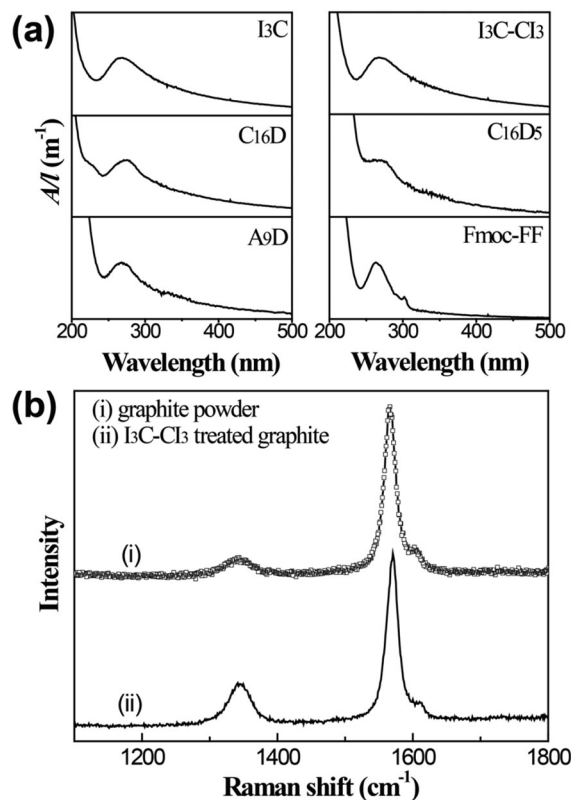 (a)
I₃C
I₃C-CI₃
C₁₆D
C₁₆D₅
A₉D
Fmoc-FF
A/l (m⁻¹)
200 300 400 500
200 300 400 500
Wavelength (nm)
Wavelength (nm)
(b)
(i) graphite powder
(ii) I₃C-CI₃ treated graphite
(i)
(ii)
Intensity
1200 1400 1600 1800
Raman shift (cm⁻¹)